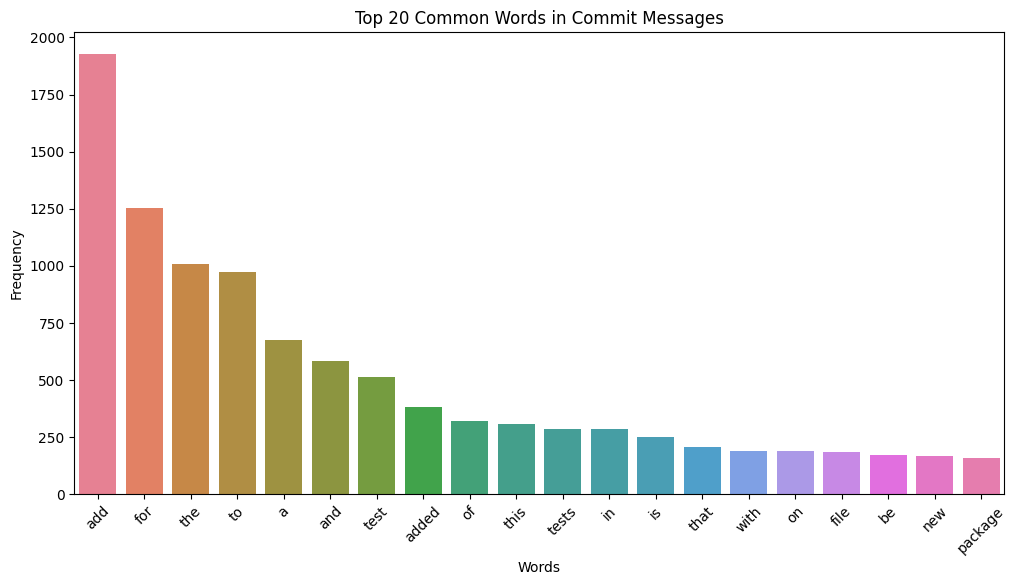 Top 20 Common Words in Commit Messages
Frequency
2000
1750
1500
1250
1000
750
500
250
0
add
for
the
to
a
and
test
added
of
this
tests
in
is
that
with
on
file
be
new
package
Words